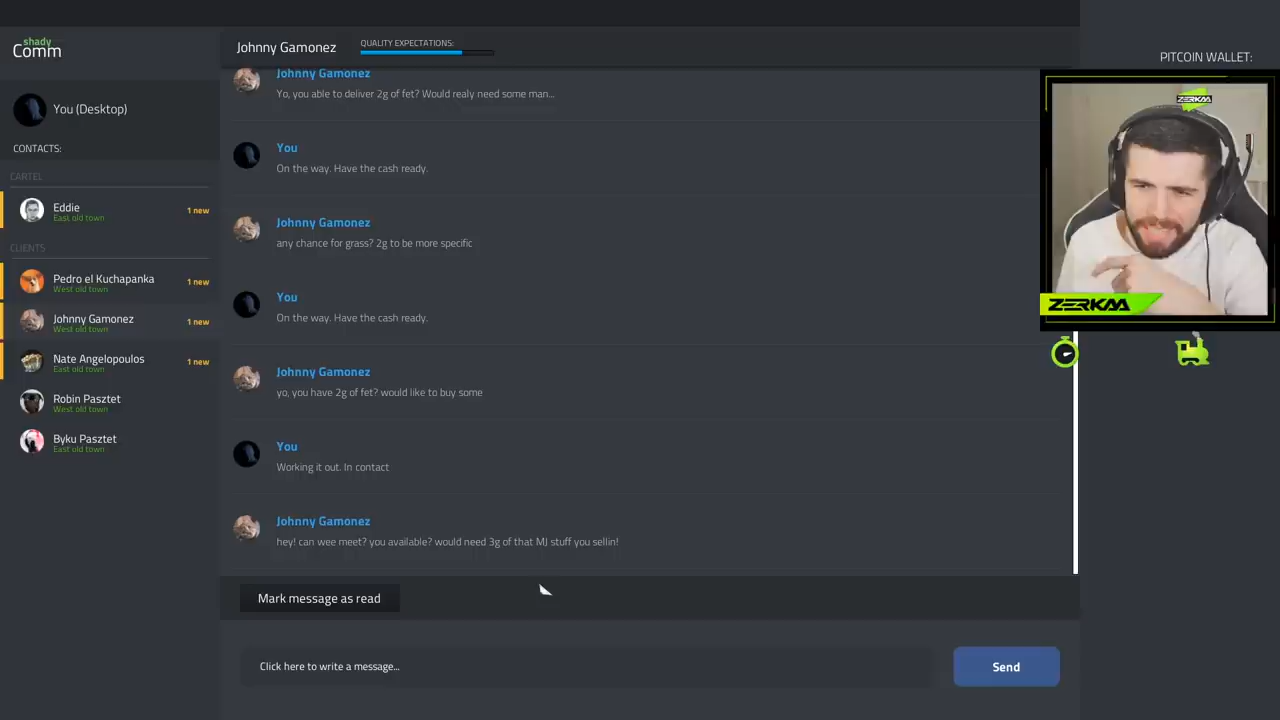 shady
Comm
You (Desktop)
CONTACTS:
CARTEL
Eddie
East old town
1 new
CLIENTS
Pedro el Kuchapanka
West old town
1 new
Johnny Gamonez
West old town
1 new
Nate Angelopoulos
East old town
1 new
Robin Pasztet
West old town
Byku Pasztet
East old town
Johnny Gamonez
QUALITY EXPECTATIONS:
Johnny Gamonez
Yo, you able to deliver 2g of fet? Would realy need some man...
You
On the way. Have the cash ready.
Johnny Gamonez
any chance for grass? 2g to be more specific
You
On the way. Have the cash ready.
Johnny Gamonez
yo, you have 2g of fet? would like to buy some
You
Working it out. In contact
Johnny Gamonez
hey! can wee meet? you available? would need 3g of that MJ stuff you sellin!
Mark message as read
Click here to write a message...
Send
PITCOIN WALLET:
ZERKAA
ZERKAA